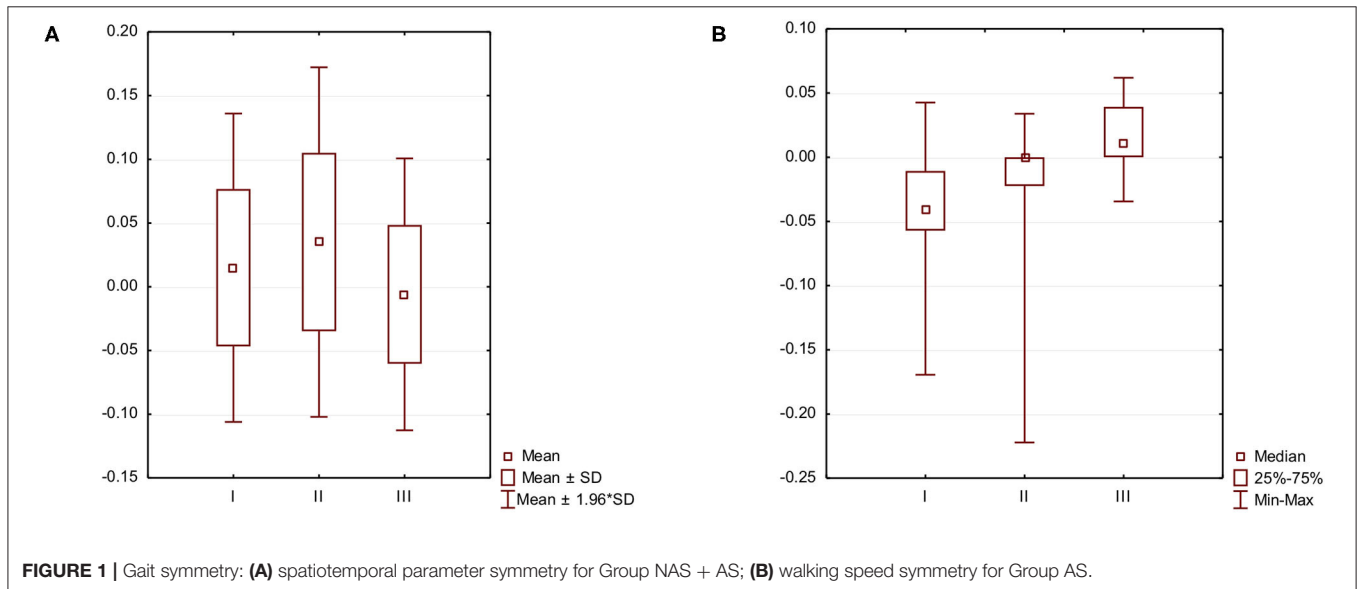 A
0.20
0.15
0.10
0.05
0.00
-0.05
-0.10
-0.15
I II III
Mean
Mean ± SD
Mean ± 1.96*SD
B
0.10
0.05
0.00
-0.05
-0.10
-0.15
-0.20
-0.25
I II III
Median
25%-75%
Min-Max
FIGURE 1 | Gait symmetry: (A) spatiotemporal parameter symmetry for Group NAS + AS; (B) walking speed symmetry for Group AS.